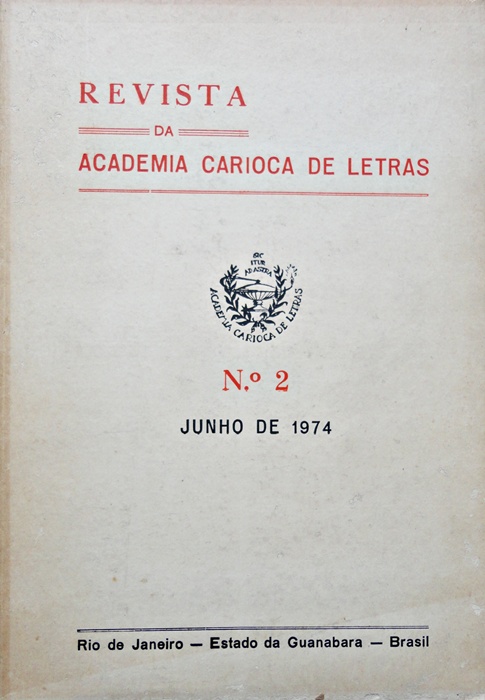 REVISTA
DA
ACADEMIA CARIOCA DE LETRAS
SIC
ITUR
AD ASTRA
ACADEMIA CARIOCA DE LETRAS
N.º 2
JUNHO DE 1974
Rio de Janeiro — Estado da Guanabara — Brasil